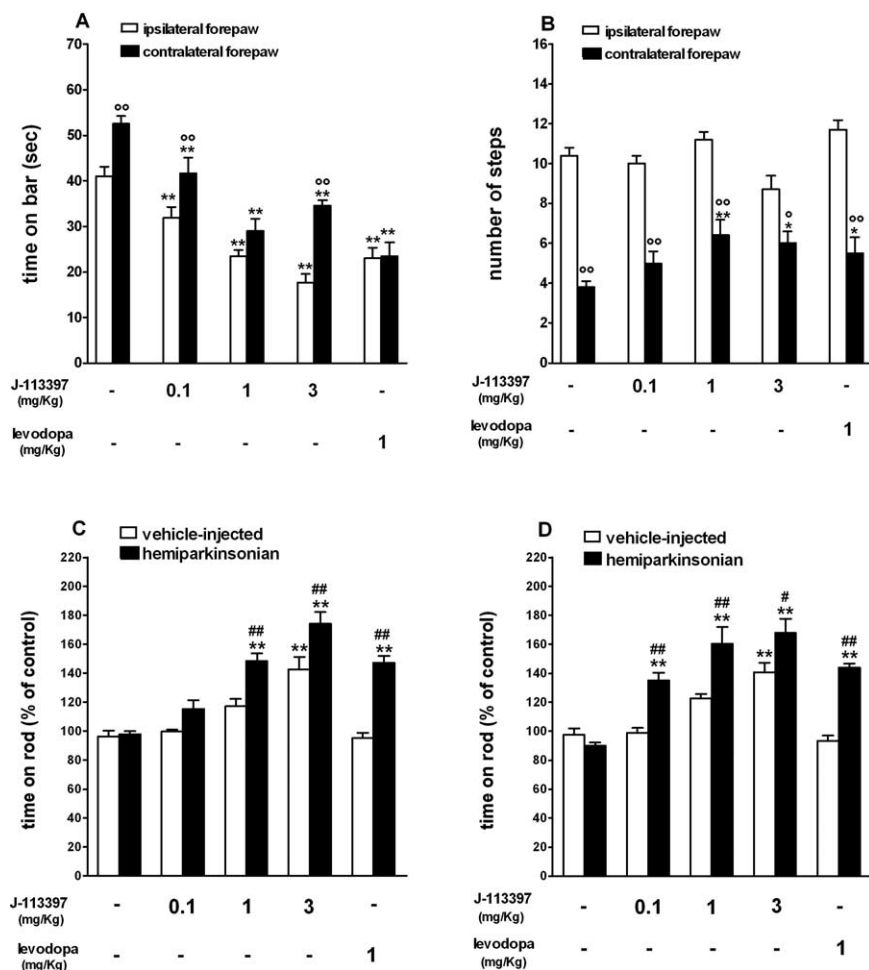 A
ipsilateral forepaw
contralateral forepaw
time on bar (sec)
70
60
50
40
30
20
10
0
°°
**
°°
**
**
**
**
°°
**
**
**
J-113397
(mg/Kg)
- 0.1 1 3 -
levodopa
(mg/Kg)
- - - - 1
B
ipsilateral forepaw
contralateral forepaw
number of steps
16
14
12
10
8
6
4
2
0
°°
°°
°°
**
°
*
°°
*
J-113397
(mg/Kg)
- 0.1 1 3 -
levodopa
(mg/Kg)
- - - - 1
C
vehicle-injected
hemiparkinsonian
time on rod (% of control)
220
200
180
160
140
120
100
80
60
40
20
0
##
**
**
##
**
##
**
J-113397
(mg/Kg)
- 0.1 1 3 -
levodopa
(mg/Kg)
- - - - 1
D
vehicle-injected
hemiparkinsonian
time on rod (% of control)
220
200
180
160
140
120
100
80
60
40
20
0
##
**
##
**
**
#
**
##
**
J-113397
(mg/Kg)
- 0.1 1 3 -
levodopa
(mg/Kg)
- - - - 1